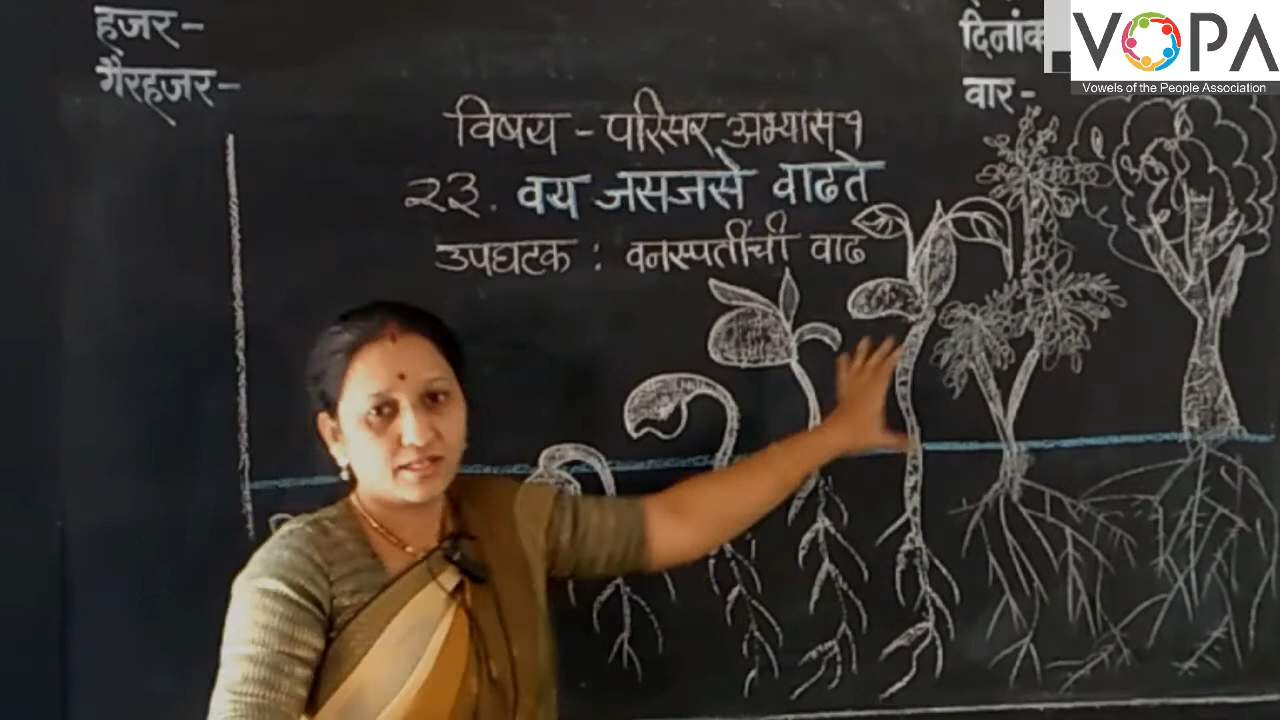 हजर -
गैरहजर -
दिनांक
वार -
VOPA
Vowels of the People Association
विषय - परिसर अभ्यास १
२३. वय जसजसे वाढते
उपघटक : वनस्पतींची वाढ